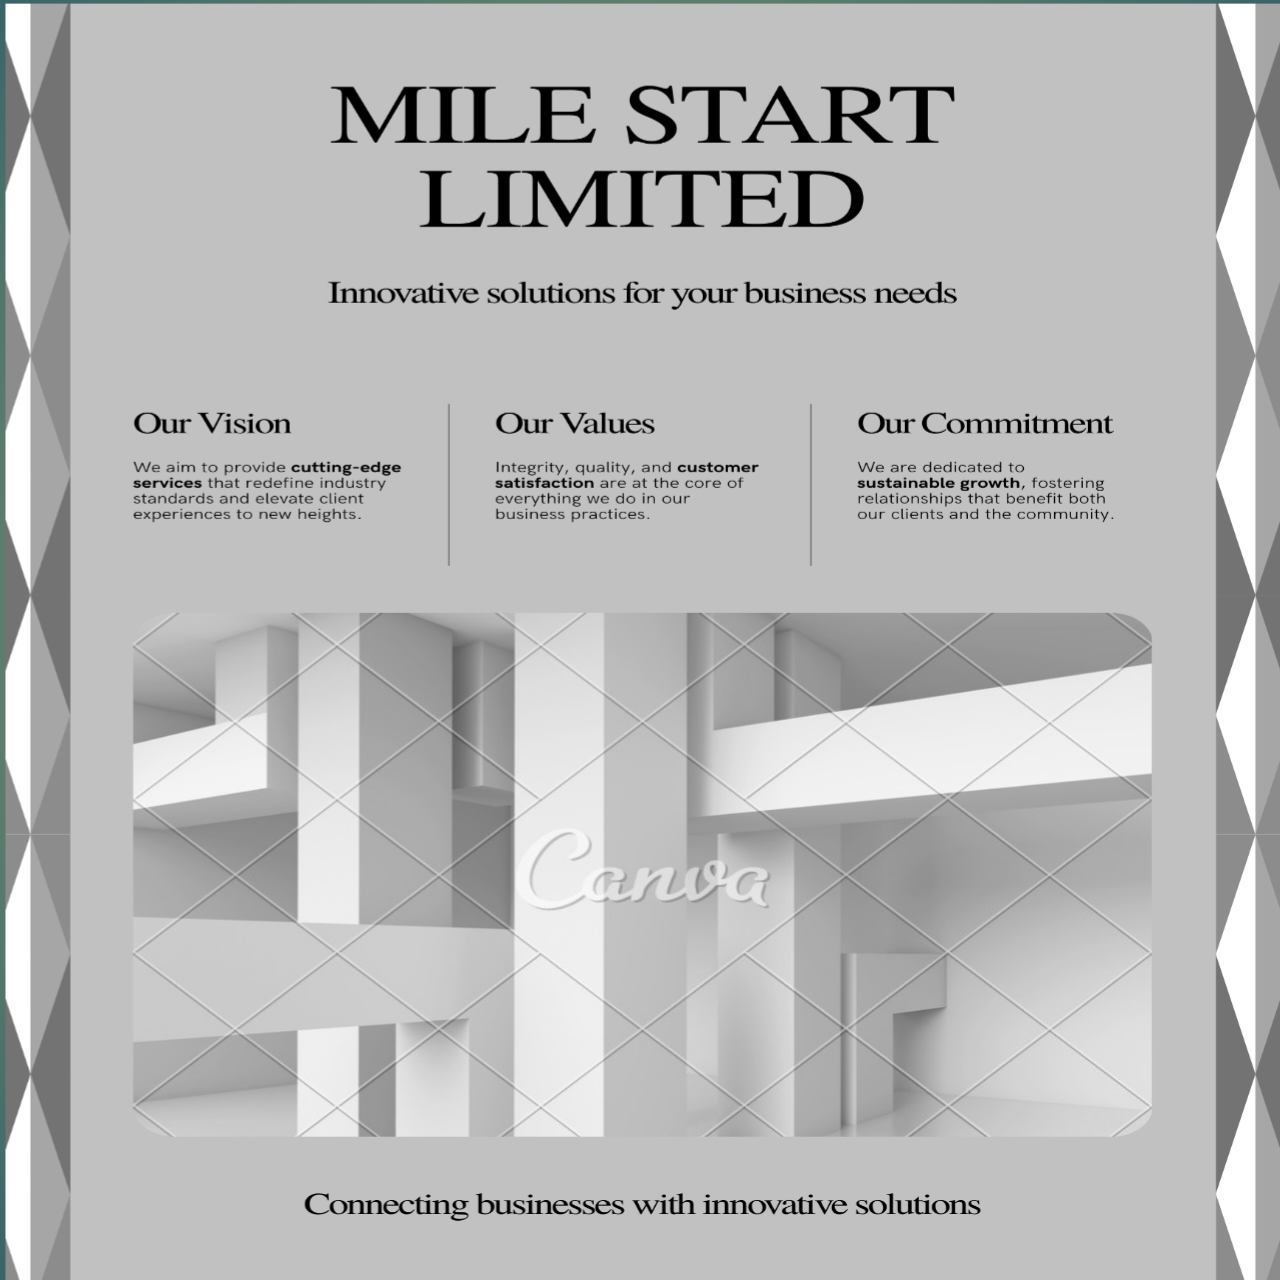 MILE START
LIMITED
Innovative solutions for your business needs
Our Vision
We aim to provide cutting-edge
services that redefine industry
standards and elevate client
experiences to new heights.
Our Values
Integrity, quality, and customer
satisfaction are at the core of
everything we do in our
business practices.
Our Commitment
We are dedicated to
sustainable growth, fostering
relationships that benefit both
our clients and the community.
Canva
Connecting businesses with innovative solutions